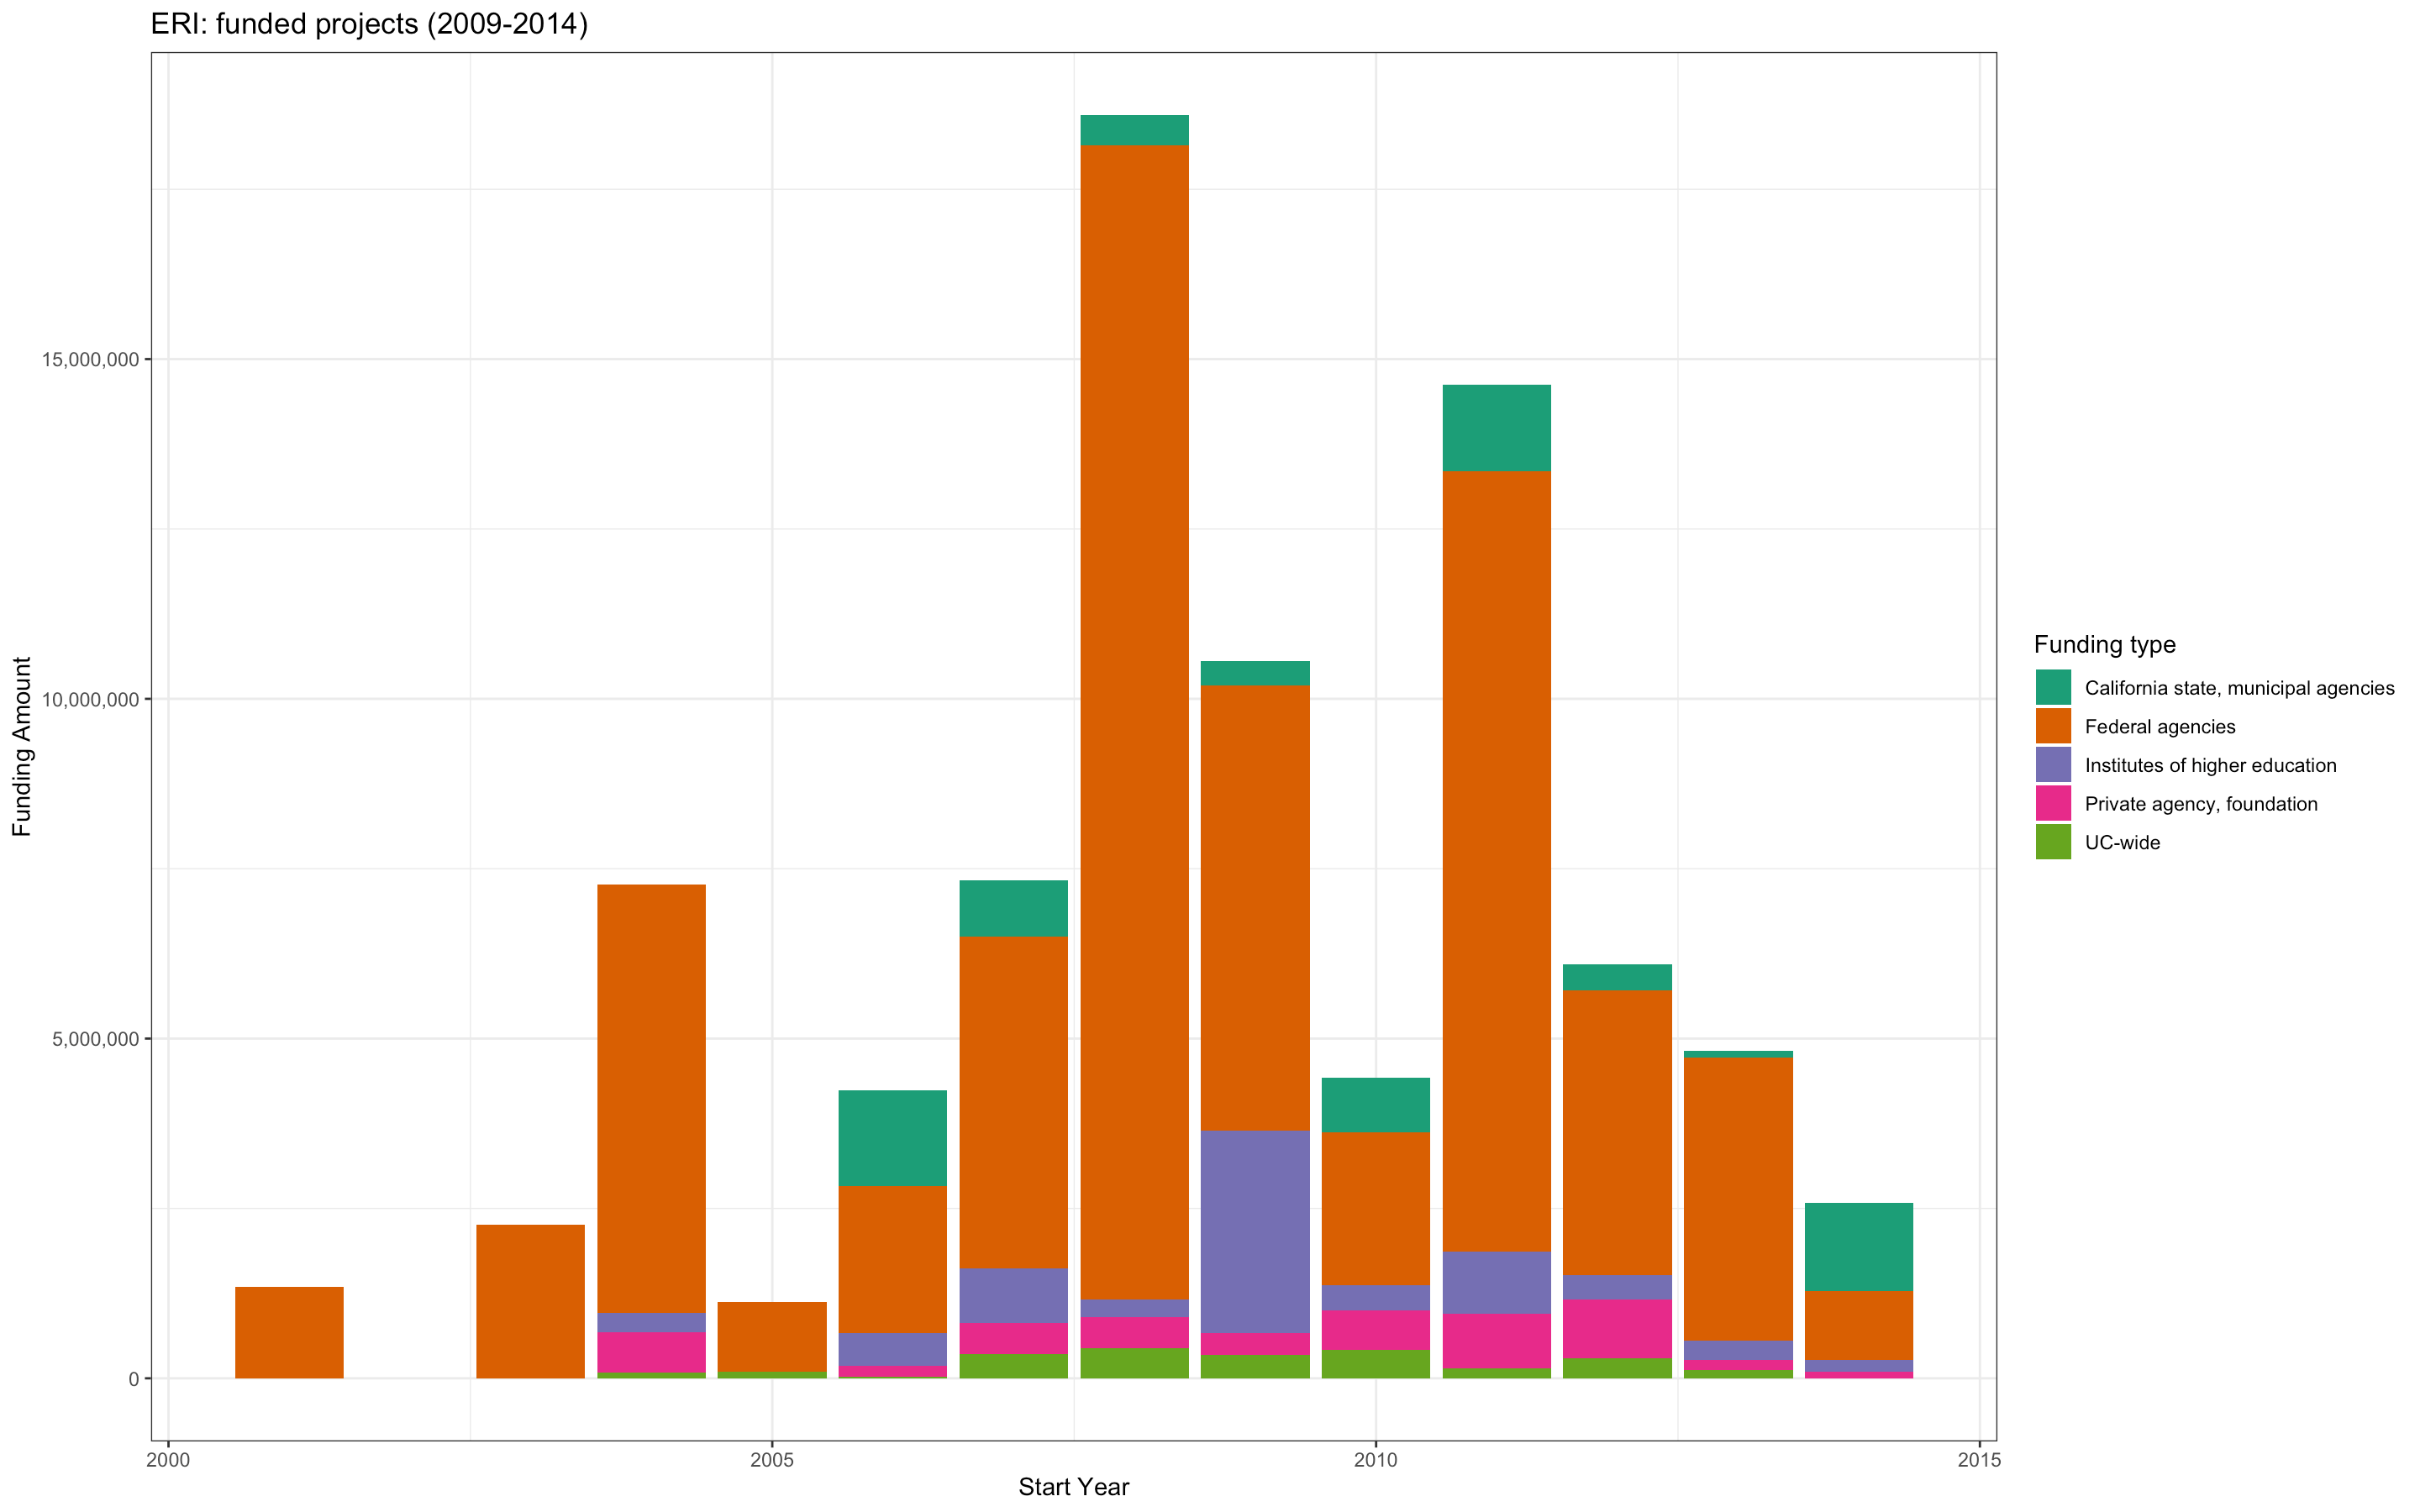 ERI: funded projects (2009-2014)
15,000,000
10,000,000
5,000,000
0
Funding Amount
2000
2005
2010
2015
Start Year
Funding type
California state, municipal agencies
Federal agencies
Institutes of higher education
Private agency, foundation
UC-wide